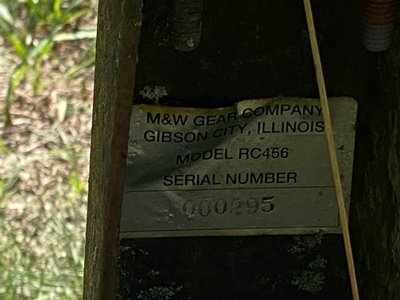 M&W GEAR COMPANY
GIBSON CITY, ILLINOIS
MODEL RC456
SERIAL NUMBER
000295